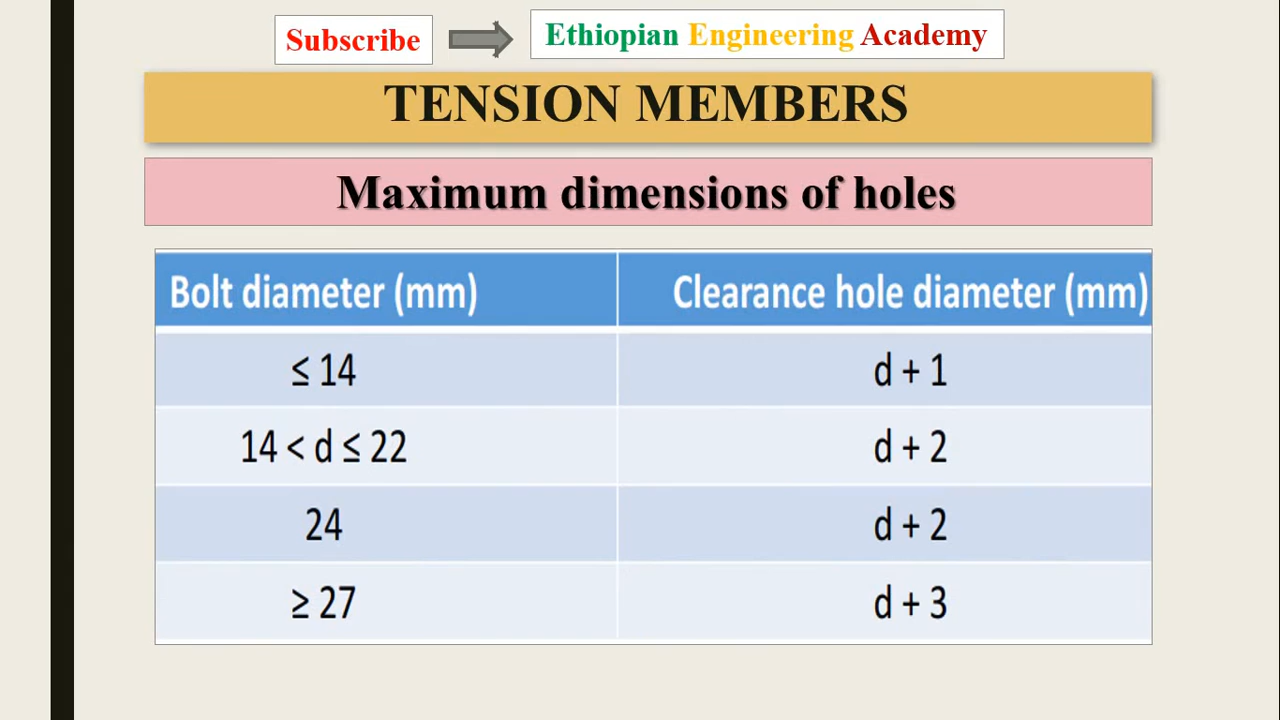 Subscribe
Ethiopian Engineering Academy
TENSION MEMBERS
Maximum dimensions of holes
Bolt diameter (mm) Clearance hole diameter (mm)
≤ 14 d + 1
14 < d ≤ 22 d + 2
24 d + 2
≥ 27 d + 3